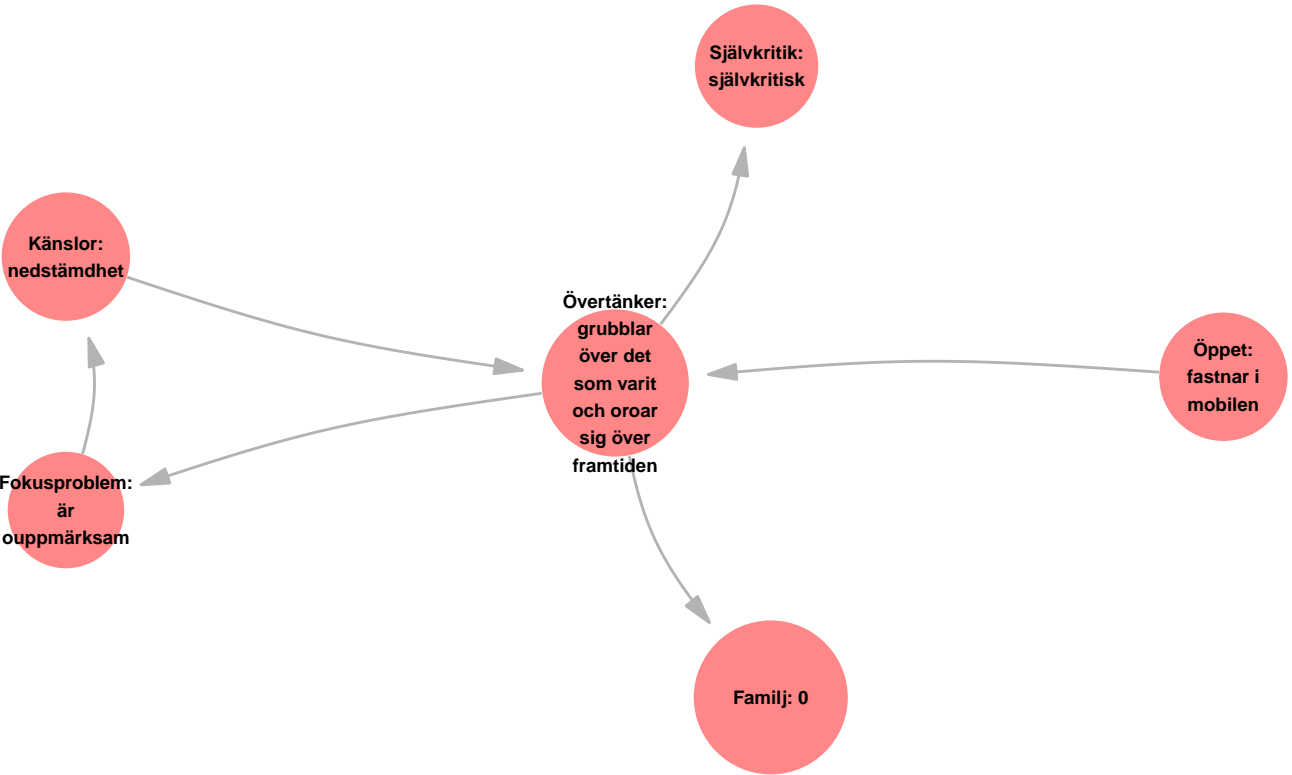 Självkritik:
självkritisk
Känslor:
nedstämdhet
Övertänker:
grubblar
över det
som varit
och oroar
sig över
framtiden
Öppet:
fastnar i
mobilen
Fokusproblem:
är
ouppmärksam
Familj: 0